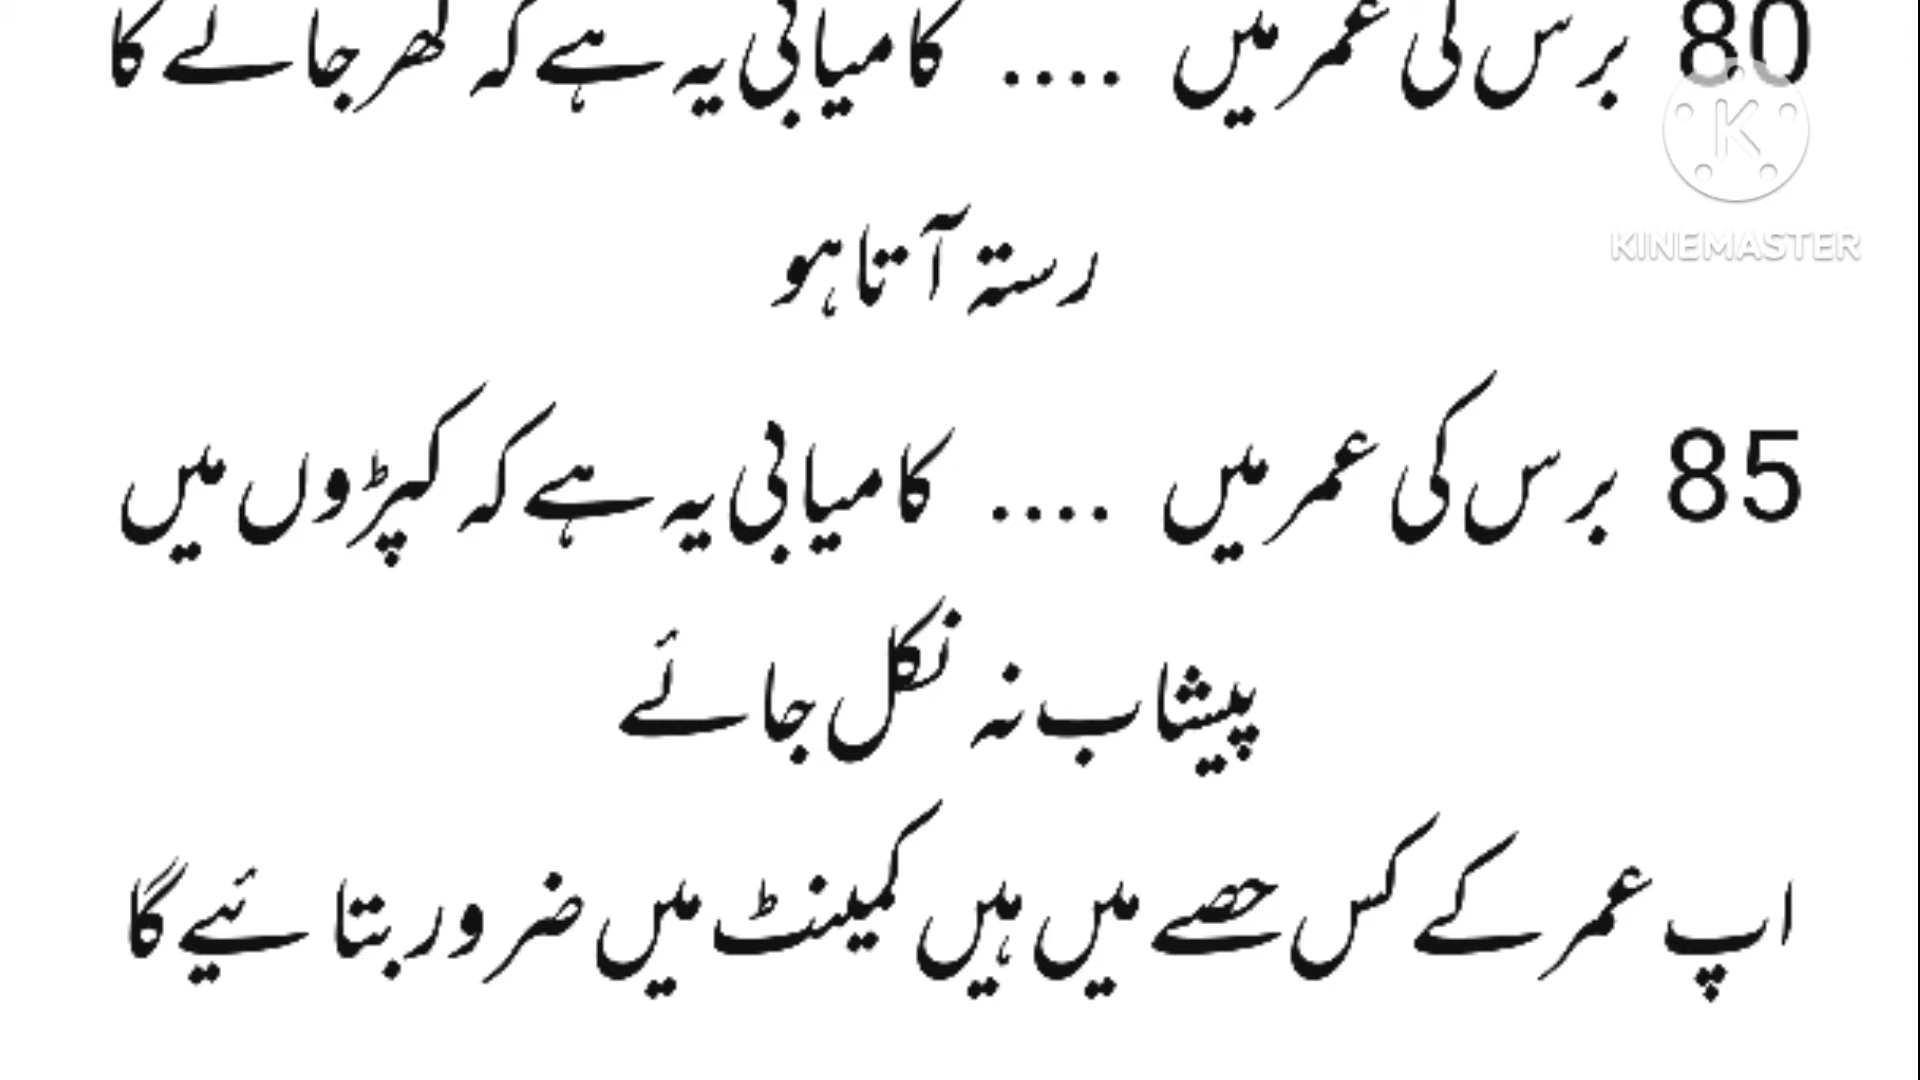 80 برس کی عمر میں .... کامیابی یہ ہے کہ گھر جانے کا
KINEMASTER
رستہ آتا ہو
85 برس کی عمر میں .... کامیابی یہ ہے کہ کپڑوں میں
پیشاب نہ نکل جائے
اپ عمر کے کس حصے میں ہیں کمینٹ میں ضرور بتائیے گا